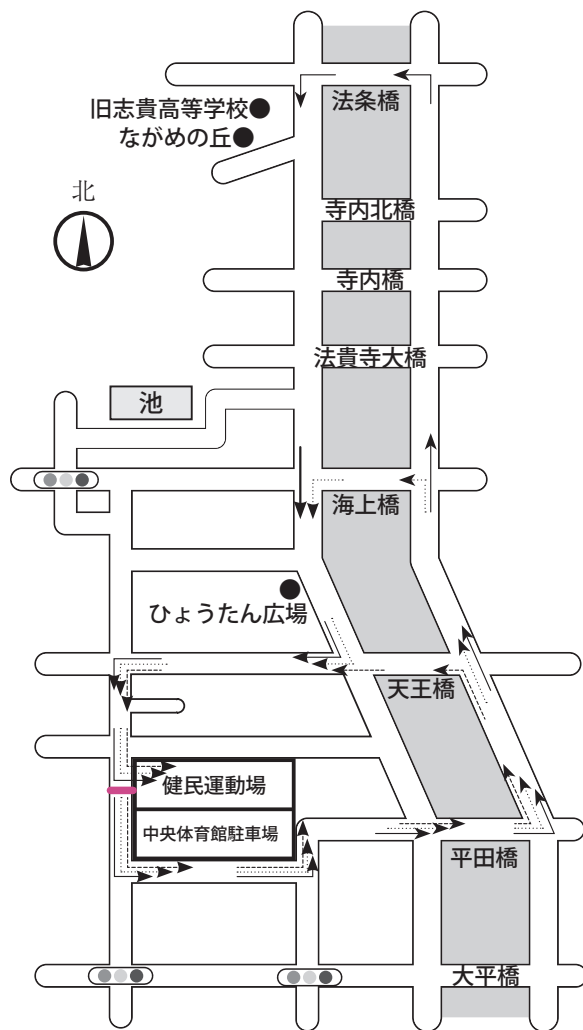 法条橋
旧志貴高等学校●
ながめの丘●
北
寺内北橋
寺内橋
法貴寺大橋
池
海上橋
ひょうたん広場
天王橋
健民運動場
中央体育館駐車場
平田橋
大平橋